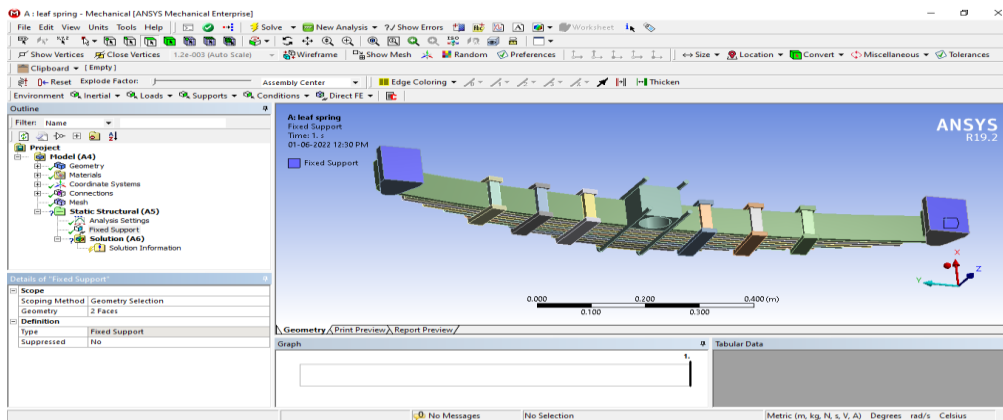 A : leaf spring - Mechanical [ANSYS Mechanical Enterprise]
File Edit View Units Tools Help Solve New Analysis ?/ Show Errors Worksheet
Show Vertices Close Vertices 1.2e-003 (Auto Scale) Wireframe Show Mesh Random Preferences Size Location Convert Miscellaneous Tolerances
Clipboard [ Empty ]
Reset Explode Factor: Assembly Center Edge Coloring Thicken
Environment Inertial Loads Supports Conditions Direct FE
Outline
Filter: Name
Project
Model (A4)
Geometry
Materials
Coordinate Systems
Connections
Mesh
Static Structural (A5)
Analysis Settings
Fixed Support
Solution (A6)
Solution Information
Details of "Fixed Support"
Scope
Scoping Method Geometry Selection
Geometry 2 Faces
Definition
Type Fixed Support
Suppressed No
A: leaf spring
Fixed Support
Time: 1. s
01-06-2022 12:30 PM
Fixed Support
ANSYS
R19.2
X
Y
Z
0.000 0.200 0.400 (m)
0.100 0.300
Geometry Print Preview Report Preview
Graph
1.
Tabular Data
No Messages No Selection Metric (m, kg, N, s, V, A) Degrees rad/s Celsius